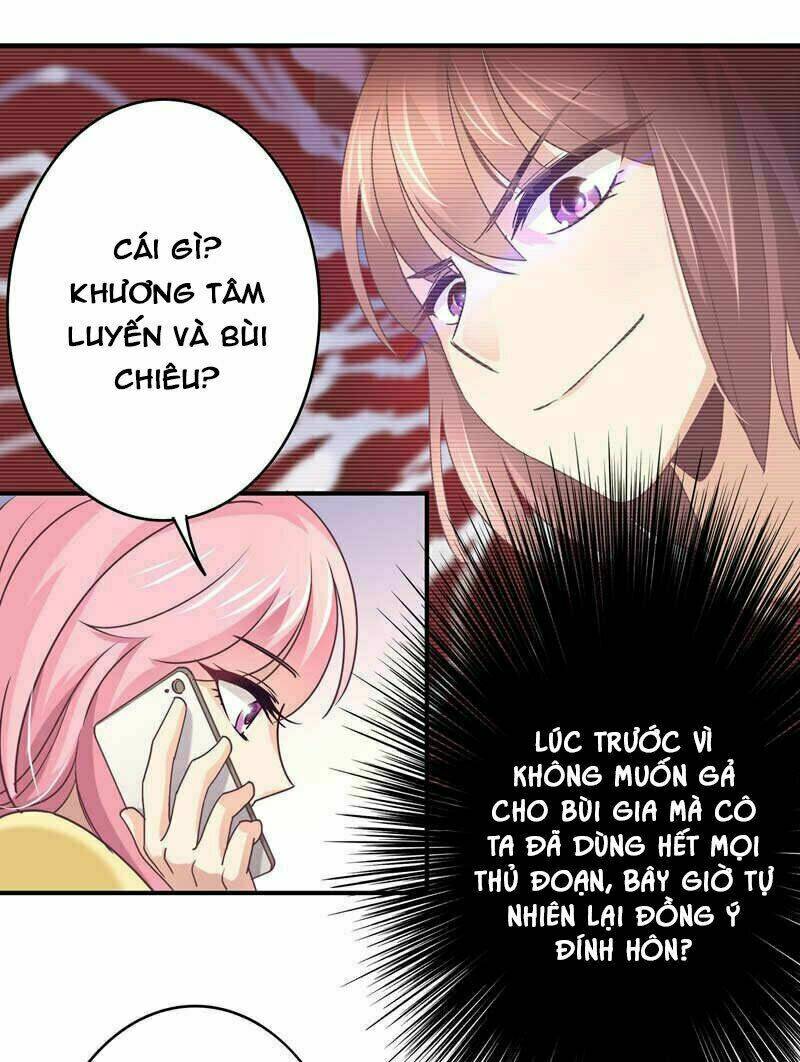 CÁI GÌ?
KHƯƠNG TÂM
LUYẾN VÀ BÙI
CHIÊU?
LÚC TRƯỚC VÌ
KHÔNG MUỐN GẢ
CHO BÙI GIA MÀ CÔ
TA ĐÃ DÙNG HẾT MỌI
THỦ ĐOẠN, BÂY GIỜ TỰ
NHIÊN LẠI ĐỒNG Ý
ĐÍNH HÔN?